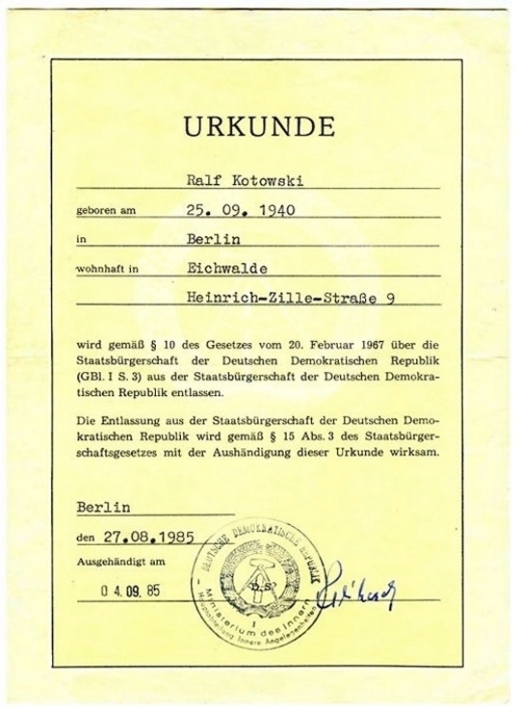 URKUNDE
Ralf Kotowski
geboren am 25. 09. 1940
in Berlin
wohnhaft in Eichwalde
Heinrich-Zille-Straße 9
wird gemäß § 10 des Gesetzes vom 20. Februar 1967 über die
Staatsbürgerschaft der Deutschen Demokratischen Republik
(GBl. I S. 3) aus der Staatsbürgerschaft der Deutschen Demokra-
tischen Republik entlassen.
Die Entlassung aus der Staatsbürgerschaft der Deutschen Demo-
kratischen Republik wird gemäß § 15 Abs. 3 des Staatsbürger-
schaftsgesetzes mit der Aushändigung dieser Urkunde wirksam.
Berlin
den 27.08.1985
Ausgehändigt am
0 4. 09. 85
DEUTSCHE DEMOKRATISCHE REPUBLIK
D.S.
1
Ministerium des Innern
Hauptabteilung Innere Angelegenheiten